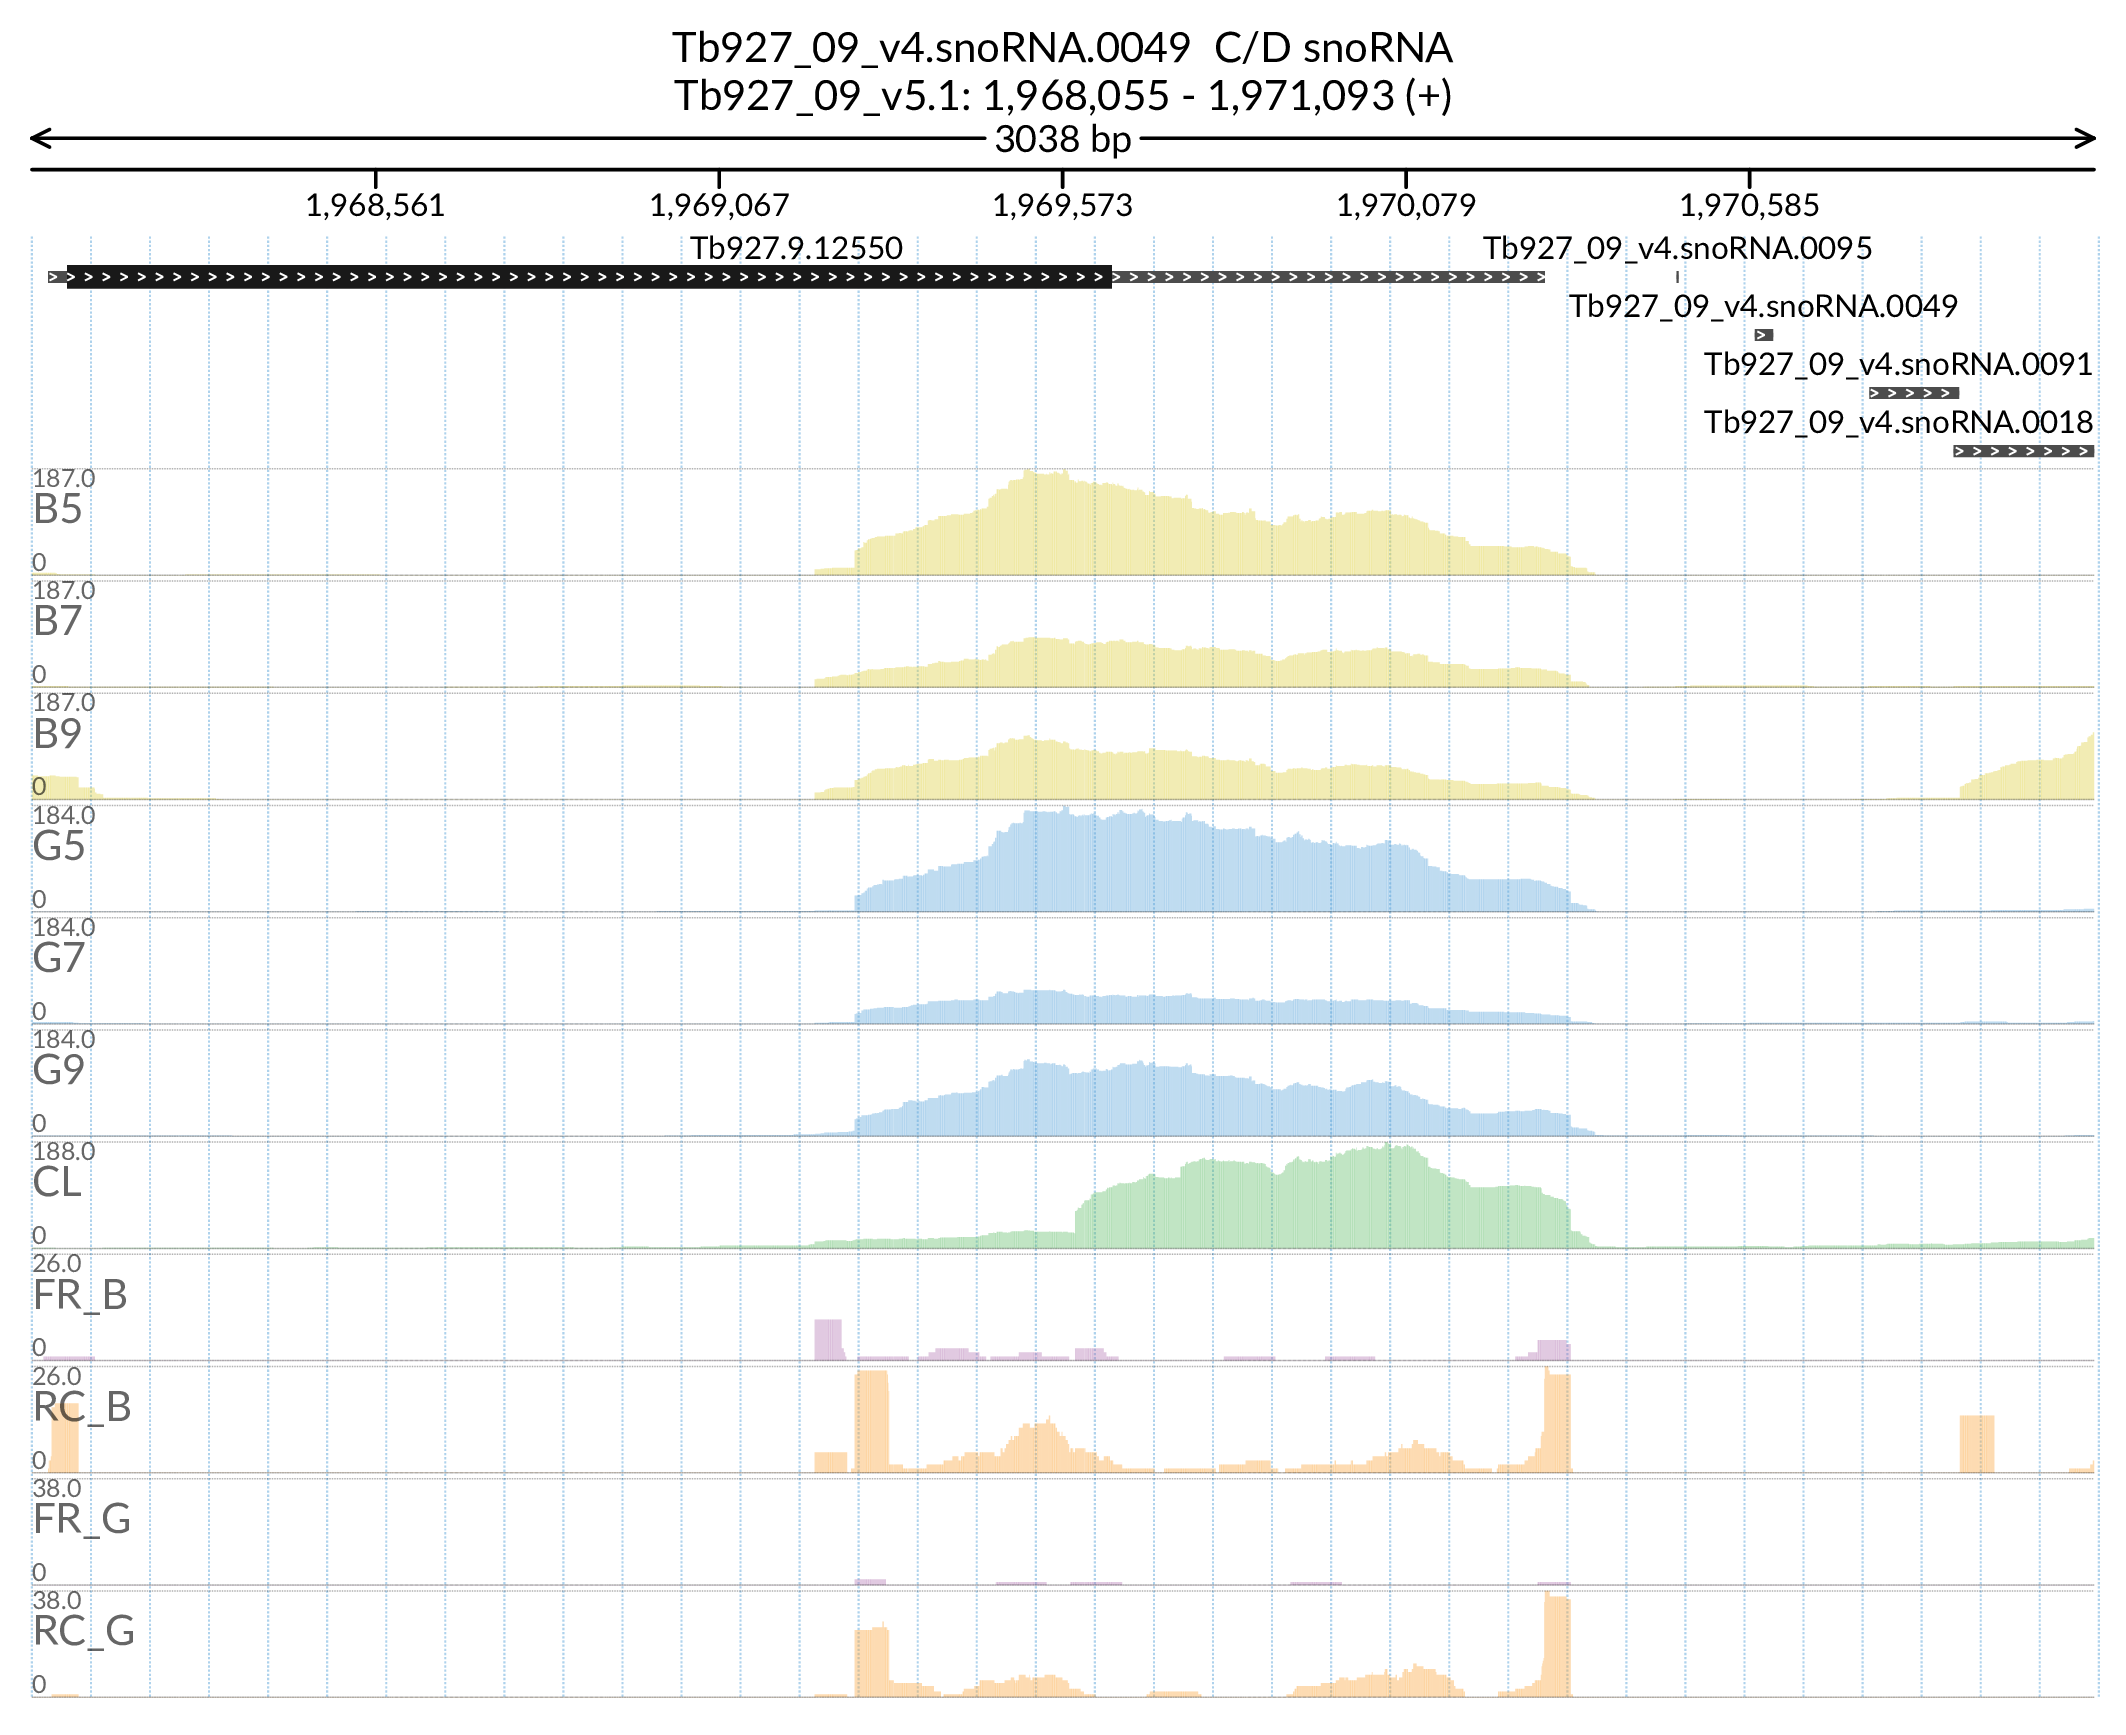 Tb927_09_v4.snoRNA.0049 C/D snoRNA
Tb927_09_v5.1: 1,968,055 - 1,971,093 (+)
3038 bp
1,968,561 1,969,067 1,969,573 1,970,079 1,970,585
Tb927.9.12550 Tb927_09_v4.snoRNA.0095
Tb927_09_v4.snoRNA.0049
Tb927_09_v4.snoRNA.0091
Tb927_09_v4.snoRNA.0018
187.0
B5
0
187.0
B7
0
187.0
B9
0
184.0
G5
0
184.0
G7
0
184.0
G9
0
188.0
CL
0
26.0
FR_B
0
26.0
RC_B
0
38.0
FR_G
0
38.0
RC_G
0